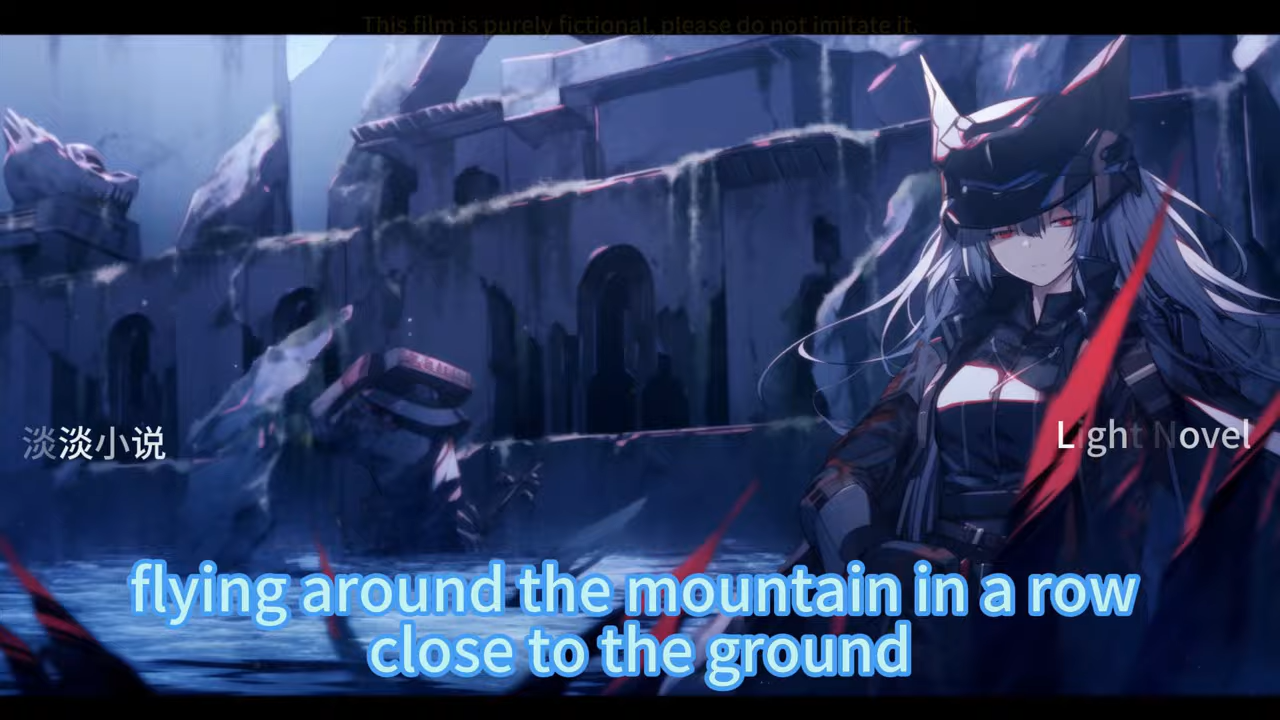 This film is purely fictional, please do not imitate it.
淡淡小说
Light Novel
flying around the mountain in a row
close to the ground